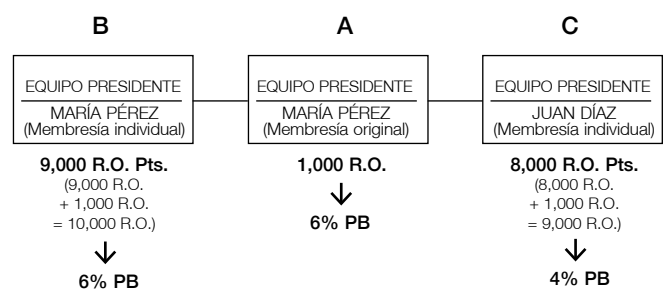 B
EQUIPO PRESIDENTE
MARÍA PÉREZ
(Membresía individual)
9,000 R.O. Pts.
(9,000 R.O.
+ 1,000 R.O.
= 10,000 R.O.)
6% PB
A
EQUIPO PRESIDENTE
MARÍA PÉREZ
(Membresía original)
1,000 R.O.
6% PB
C
EQUIPO PRESIDENTE
JUAN DÍAZ
(Membresía individual)
8,000 R.O. Pts.
(8,000 R.O.
+ 1,000 R.O.
= 9,000 R.O.)
4% PB